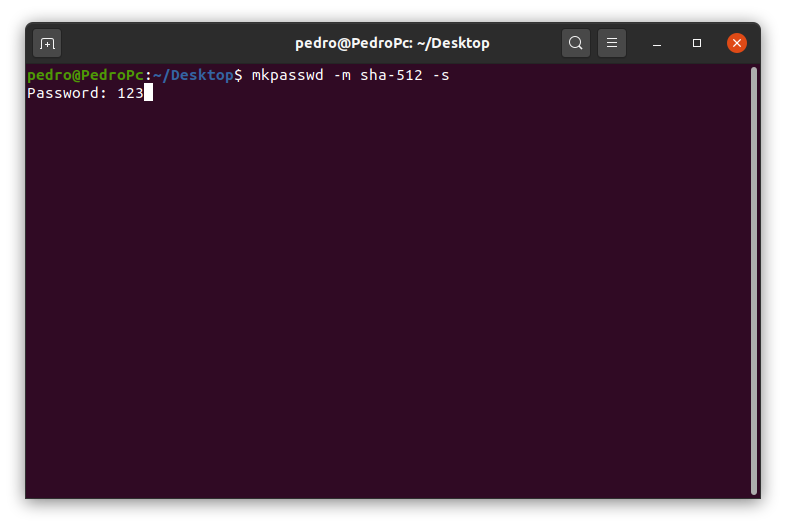 pedro@PedroPc: ~/Desktop
pedro@PedroPc:~/Desktop$ mkpasswd -m sha-512 -s
Password: 123